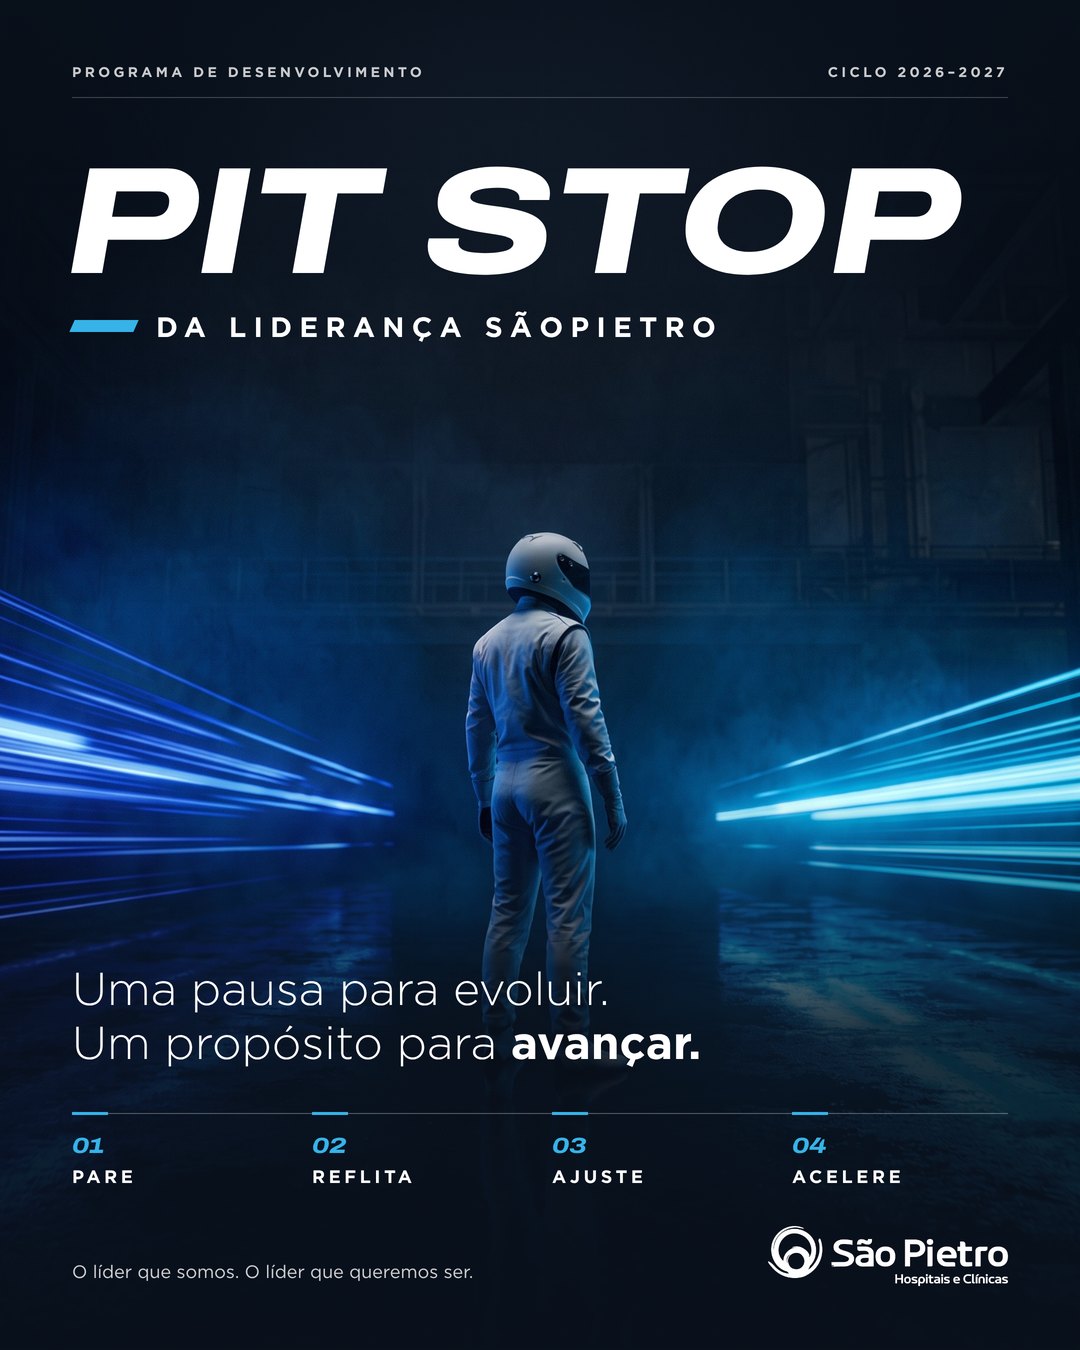 PROGRAMA DE DESENVOLVIMENTO
CICLO 2026–2027
PIT STOP
DA LIDERANÇA SÃOPIETRO
Uma pausa para evoluir.
Um propósito para avançar.
01
PARE
02
REFLITA
03
AJUSTE
04
ACELERE
O líder que somos. O líder que queremos ser.
São Pietro
Hospitais e Clínicas